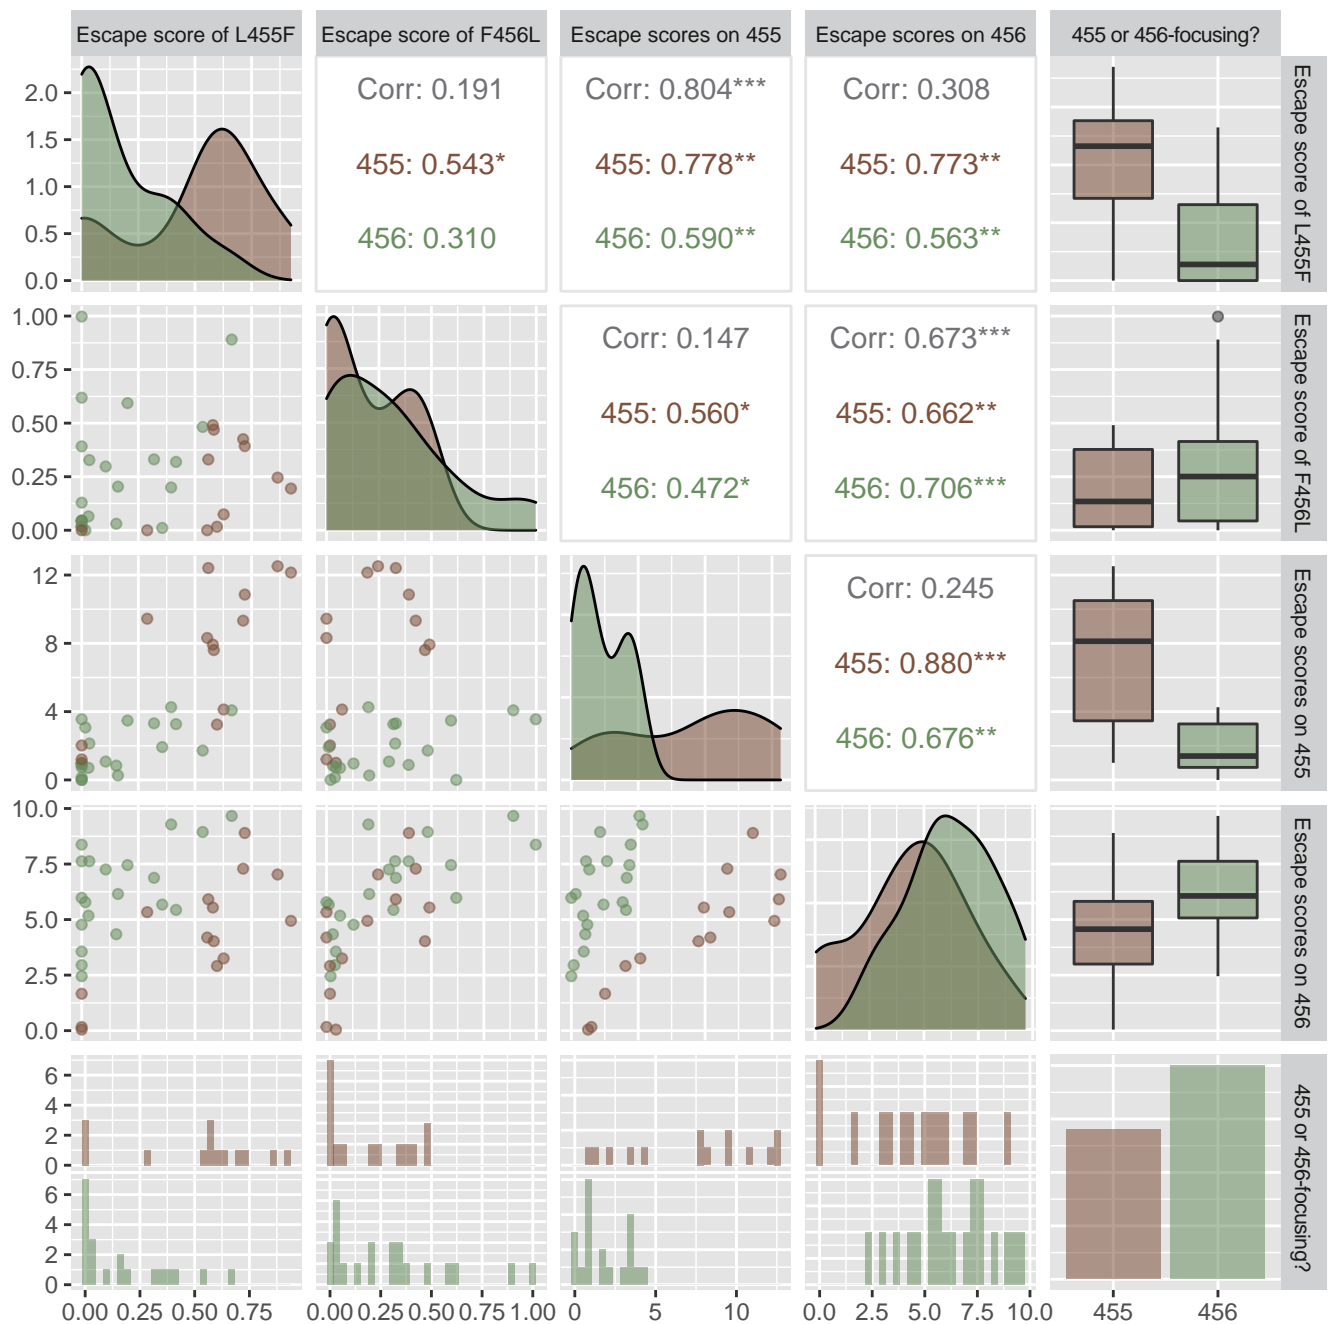 Escape score of L455F
Escape score of F456L
Escape scores on 455
Escape scores on 456
455 or 456-focusing?
2.0
1.5
1.0
0.5
0.0
Corr: 0.191
455: 0.543*
456: 0.310
Corr: 0.804***
455: 0.778**
456: 0.590**
Corr: 0.308
455: 0.773**
456: 0.563**
Escape score of L455F
1.00
0.75
0.50
0.25
0.00
Corr: 0.147
455: 0.560*
456: 0.472*
Corr: 0.673***
455: 0.662**
456: 0.706***
Escape score of F456L
12
8
4
0
Corr: 0.245
455: 0.880***
456: 0.676**
Escape scores on 455
10.0
7.5
5.0
2.5
0.0
Escape scores on 456
6
4
2
0
6
4
2
0
455 or 456-focusing?
0.00 0.25 0.50 0.75
0.00 0.25 0.50 0.75 1.00
0 5 10
0.0 2.5 5.0 7.5 10.0
455 456